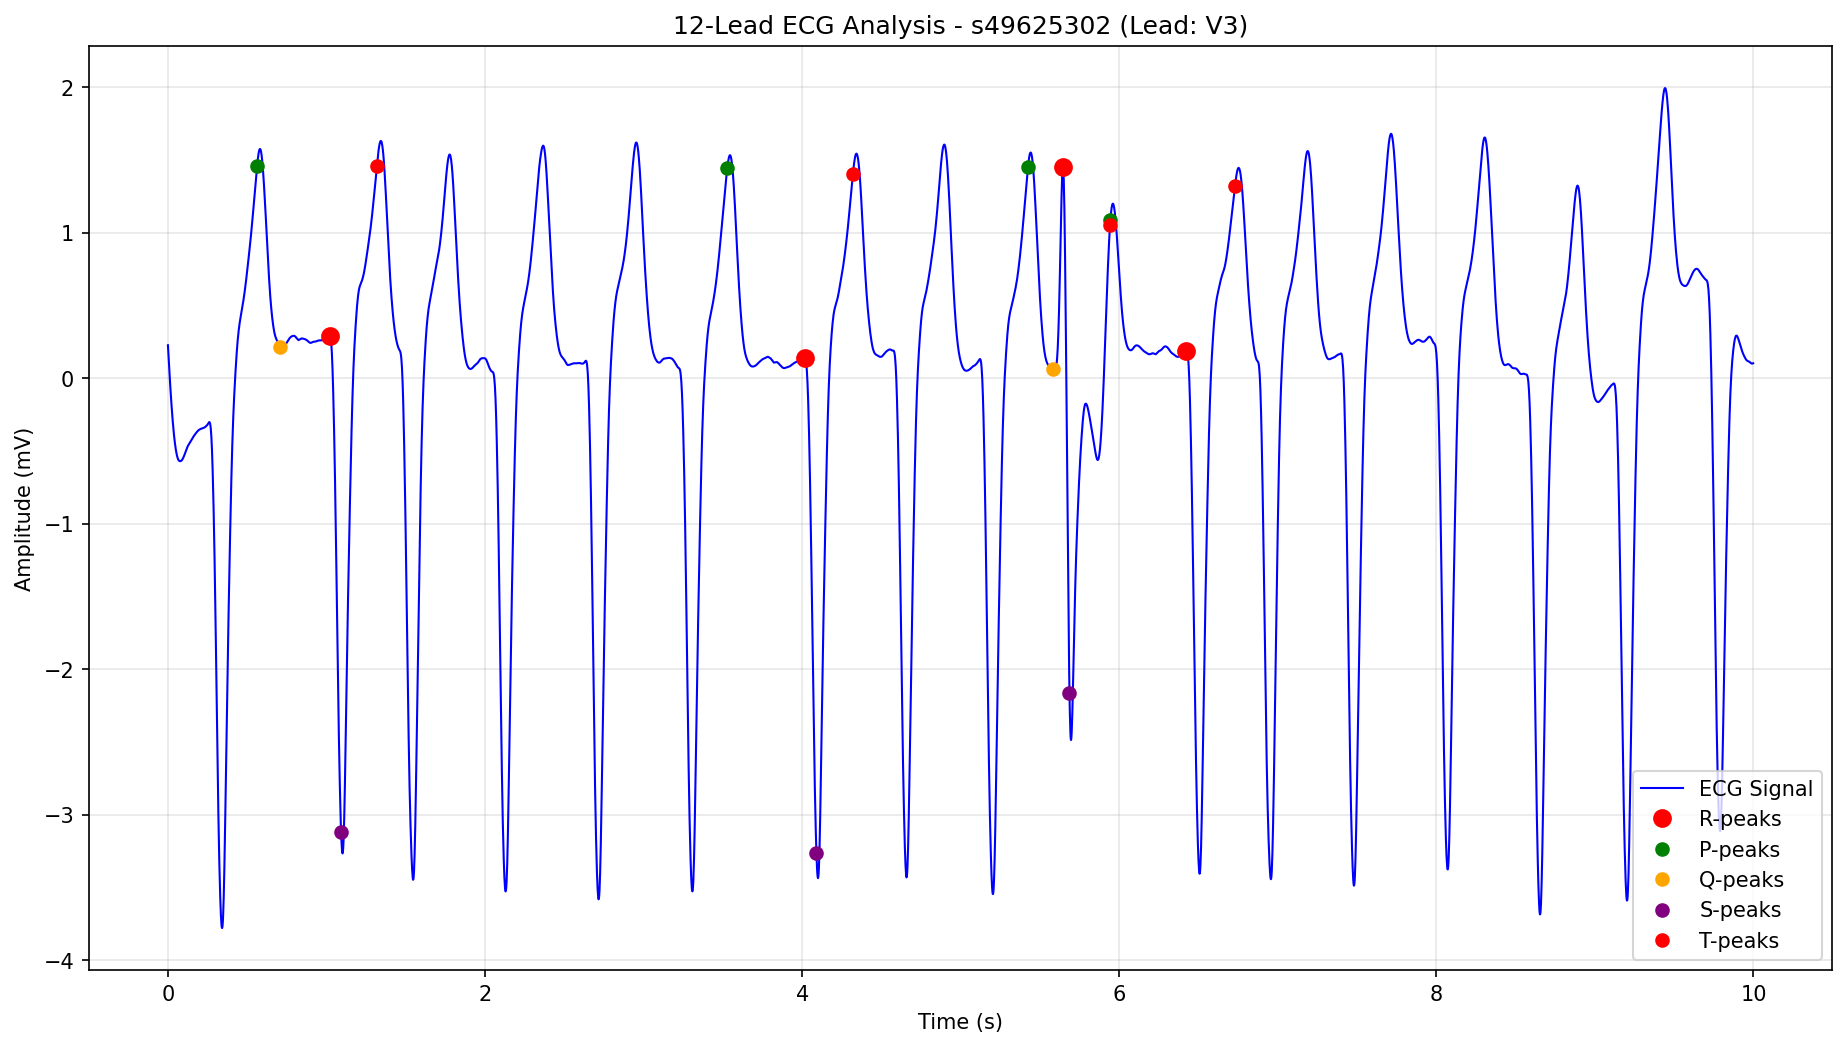 12-Lead ECG Analysis - s49625302 (Lead: V3)
Amplitude (mV)
2
1
0
−1
−2
−3
−4
0
2
4
6
8
10
Time (s)
ECG Signal
R-peaks
P-peaks
Q-peaks
S-peaks
T-peaks